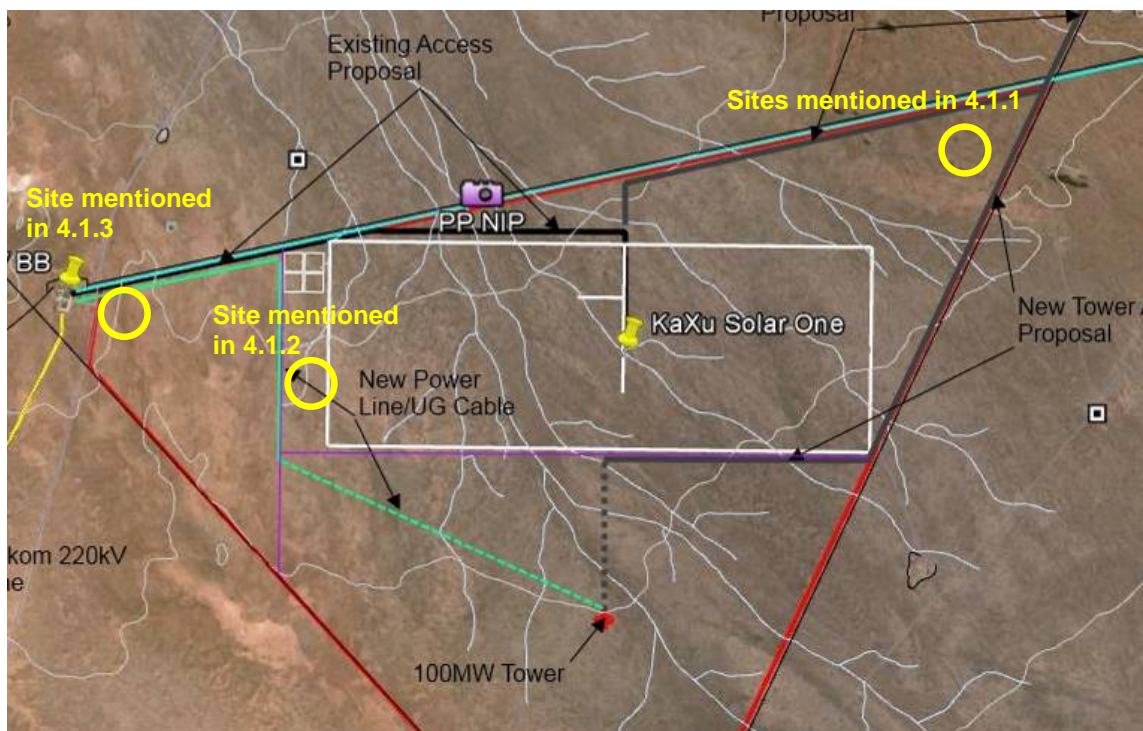 Proposal
Existing Access
Proposal
Sites mentioned in 4.1.1
Site mentioned
in 4.1.3
PP NIP
BB
Site mentioned
in 4.1.2
KaXu Solar One
New Tower
Proposal
New Power
Line/UG Cable
kom 220kV
ne
100MW Tower